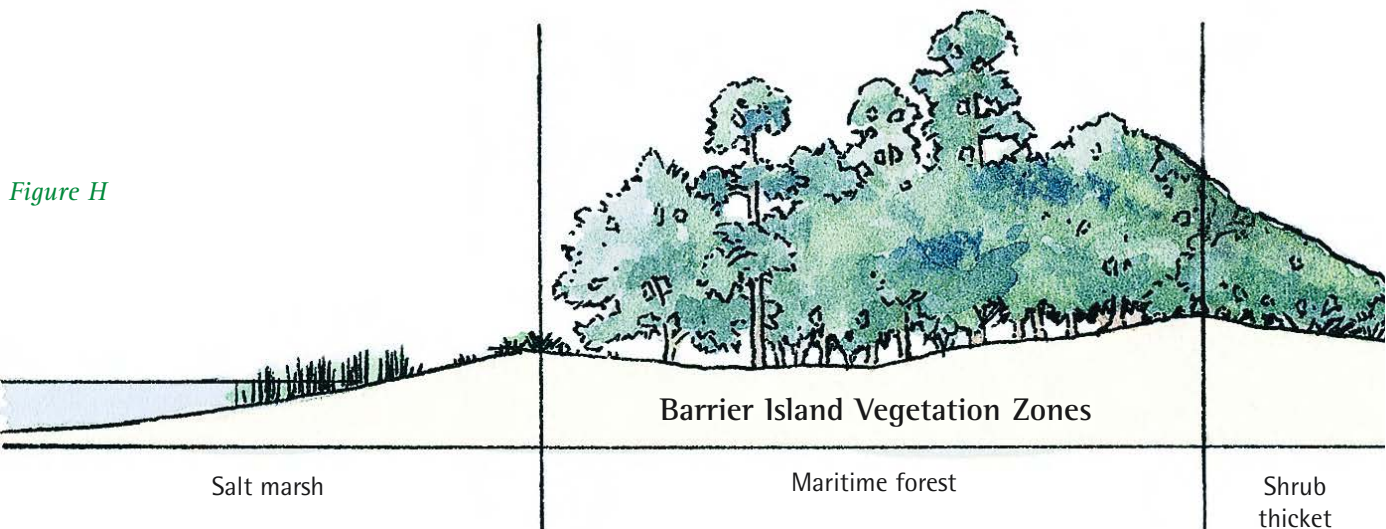 Figure H
Barrier Island Vegetation Zones
Salt marsh
Maritime forest
Shrub
thicket